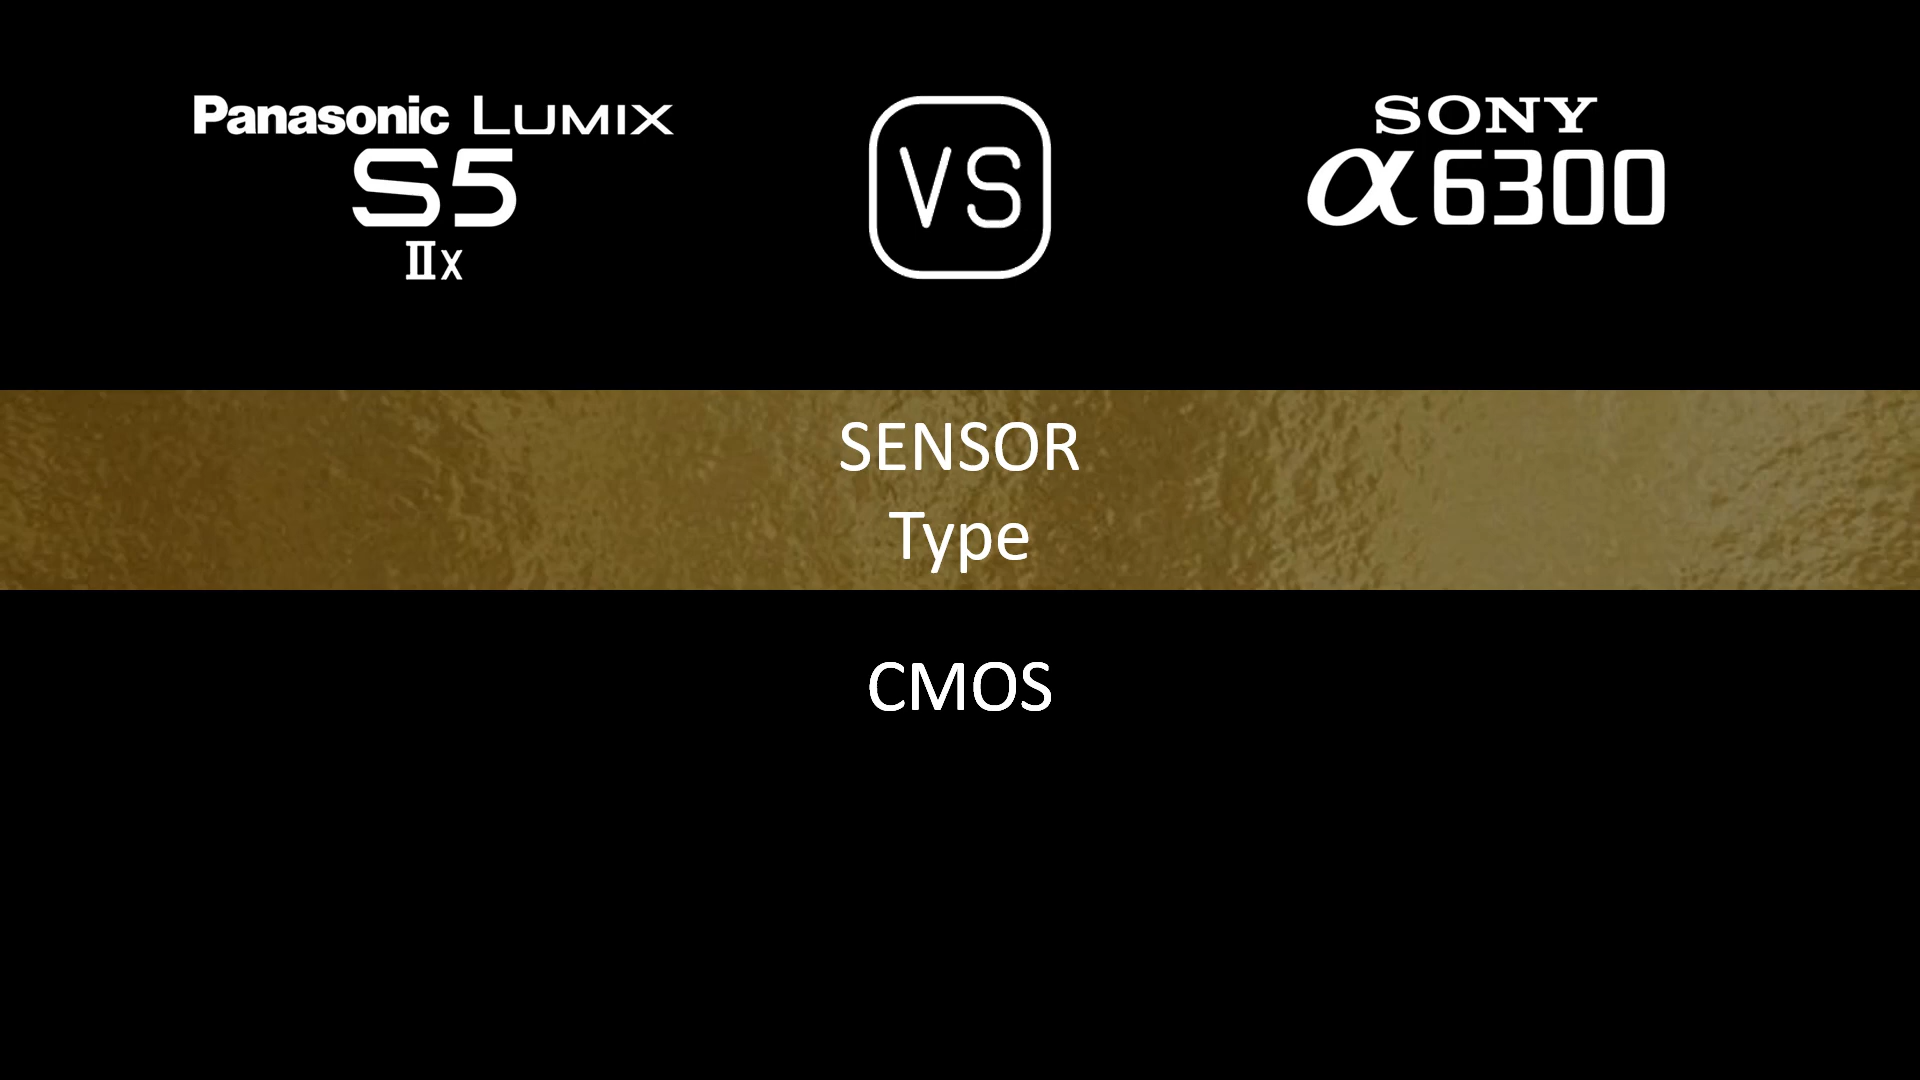 Panasonic LUMIX
S5
IIx
VS
SONY
α6300
SENSOR
Type
CMOS